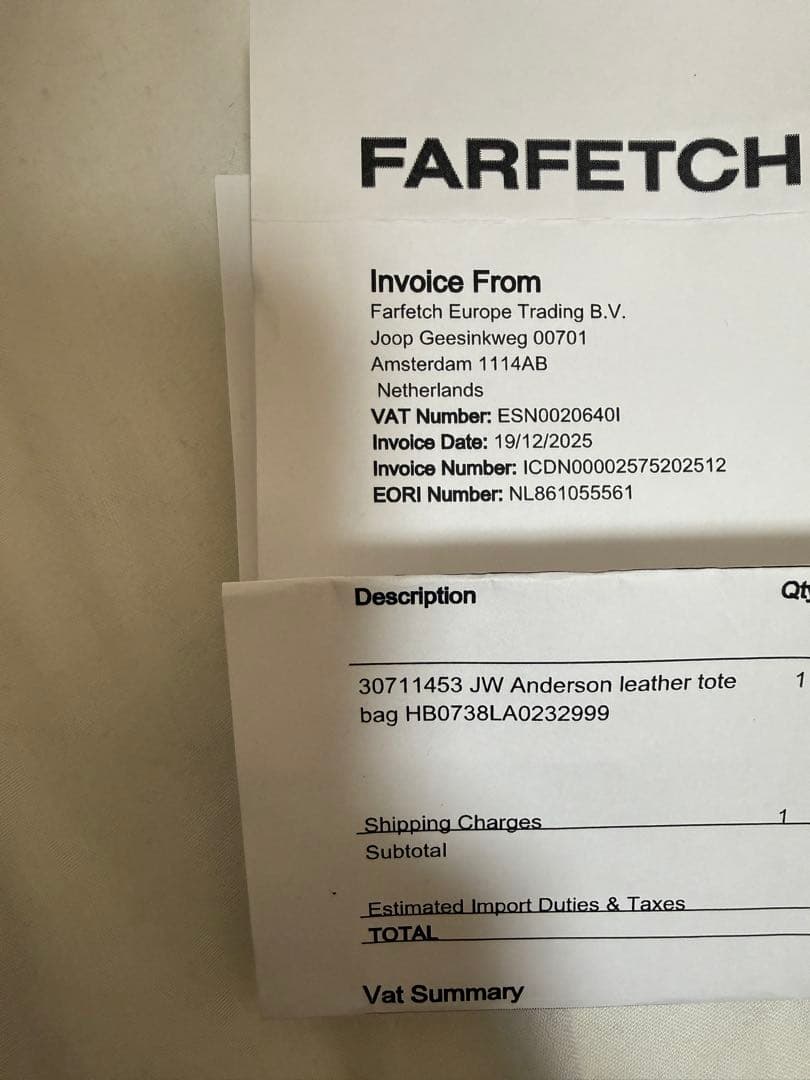 FARFETCH
Invoice From
Farfetch Europe Trading B.V.
Joop Geesinkweg 00701
Amsterdam 1114AB
Netherlands
VAT Number: ESN0020640I
Invoice Date: 19/12/2025
Invoice Number: ICDN00002575202512
EORI Number: NL861055561
Description Qty
30711453 JW Anderson leather tote 1
bag HB0738LA0232999
Shipping Charges 1
Subtotal
Estimated Import Duties & Taxes
TOTAL
Vat Summary